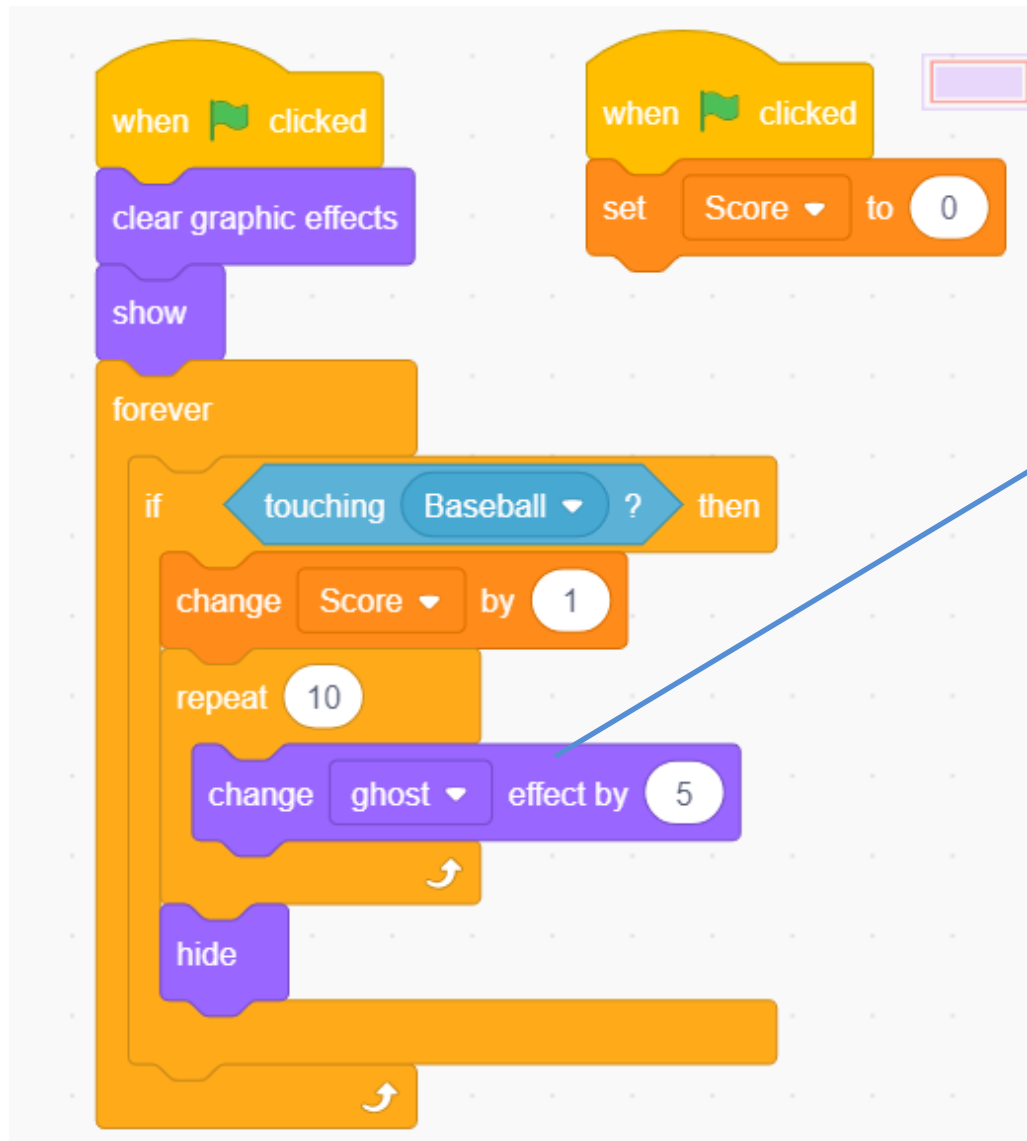 when clicked
clear graphic effects
show
forever
if touching Baseball ? then
change Score by 1
repeat 10
change ghost effect by 5
hide
when clicked
set Score to 0